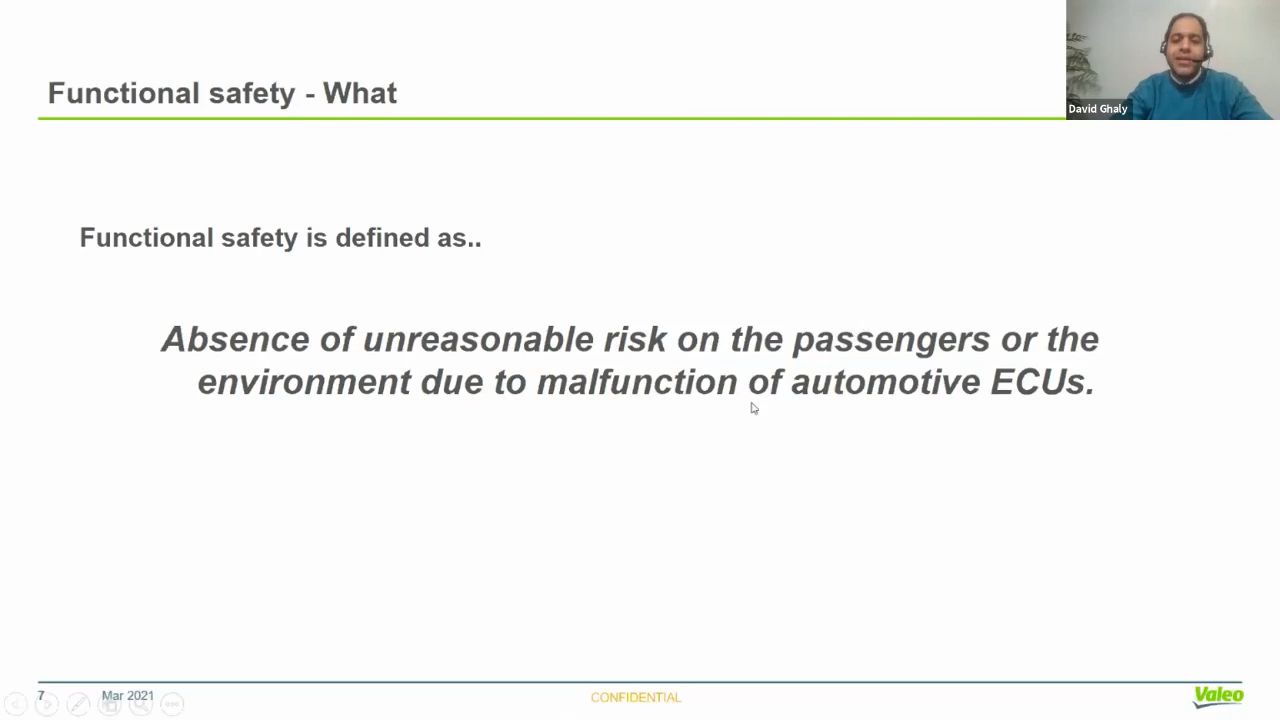 Functional safety - What
David Ghaly
Functional safety is defined as..
Absence of unreasonable risk on the passengers or the
environment due to malfunction of automotive ECUs.
7
Mar 2021
CONFIDENTIAL
Valeo